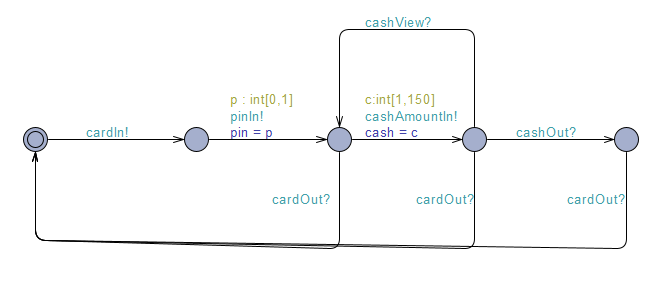 cashView?
p : int[0,1]
pinIn!
pin = p
c:int[1,150]
cashAmountIn!
cash = c
cardIn!
cashOut?
cardOut?
cardOut?
cardOut?